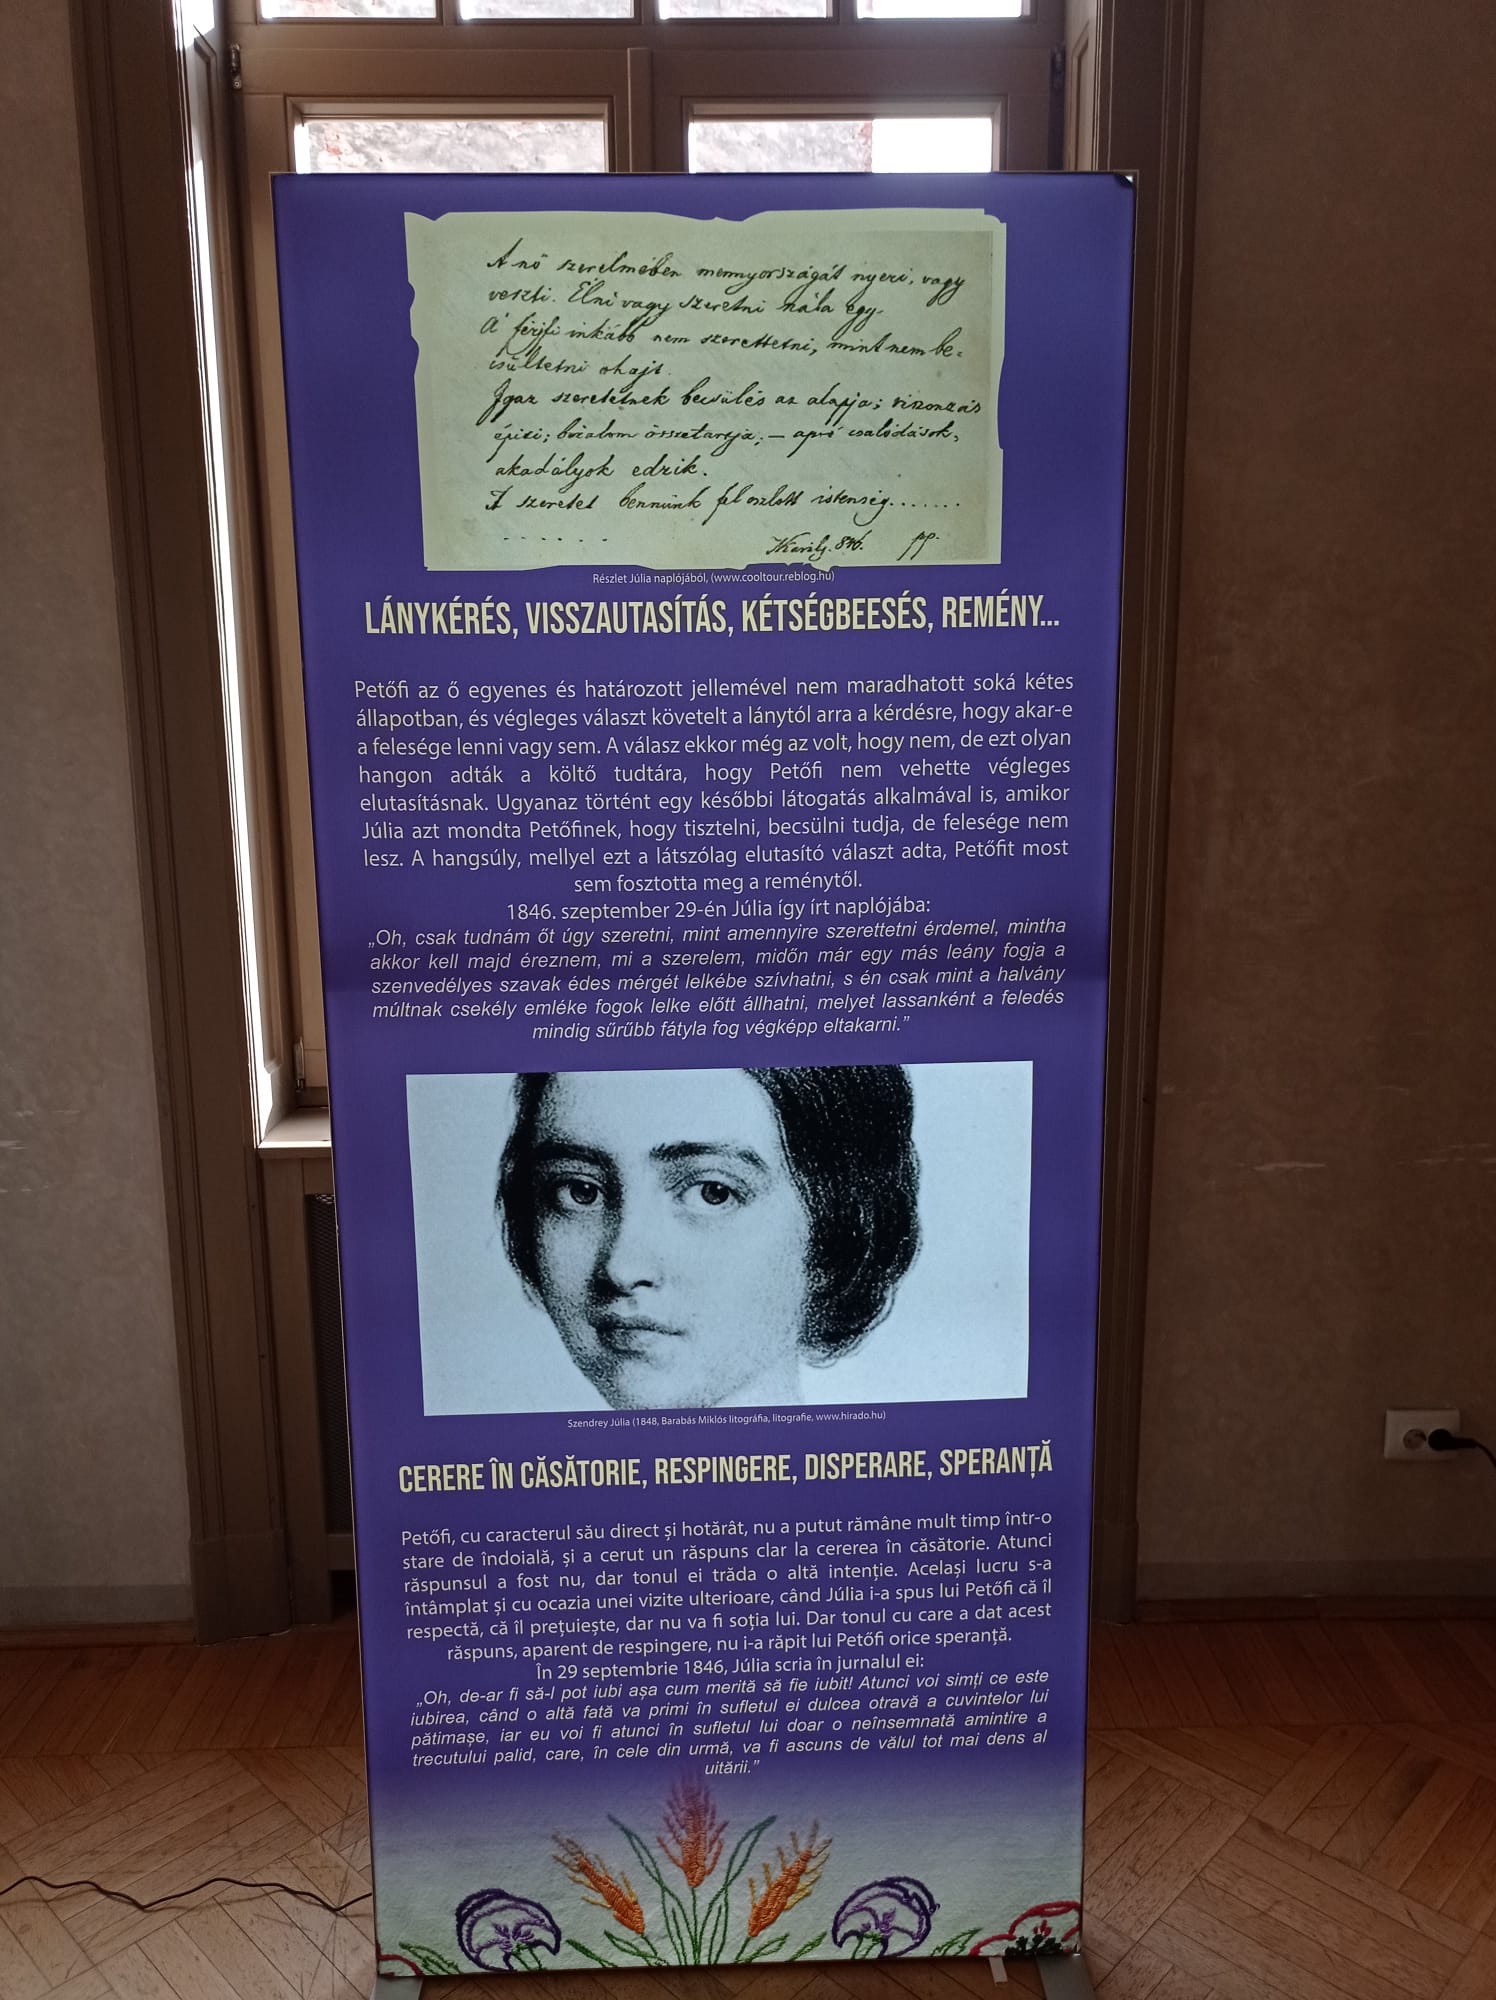 A nő szerelmében mennyországát nyeri, vagy
veszti. Élni vagy szeretni nála egy.
A' férjfi inkább nem szerettetni, mint nem be-
csültetni ohajt.
Igaz szeretetnek becsülés az alapja; viszonzás
építi; bizalom összetartja; – apró csalódások,
akadályok edzik.
A szeretet bennünk feloszlott istenség.......
. . . . . .
846.
Részlet Júlia naplójából, (www.cooltour.reblog.hu)
LÁNYKÉRÉS, VISSZAUTASÍTÁS, KÉTSÉGBEESÉS, REMÉNY...
Petőfi az ő egyenes és határozott jellemével nem maradhatott soká kétes
állapotban, és végleges választ követelt a lánytól arra a kérdésre, hogy akar-e
a felesége lenni vagy sem. A válasz ekkor még az volt, hogy nem, de ezt olyan
hangon adták a költő tudtára, hogy Petőfi nem vehette végleges
elutasításnak. Ugyanaz történt egy későbbi látogatás alkalmával is, amikor
Júlia azt mondta Petőfinek, hogy tisztelni, becsülni tudja, de felesége nem
lesz. A hangsúly, mellyel ezt a látszólag elutasító választ adta, Petőfit most
sem fosztotta meg a reménytől.
1846. szeptember 29-én Júlia így írt naplójába:
„Oh, csak tudnám őt úgy szeretni, mint amennyire szerettetni érdemel, mintha
akkor kell majd éreznem, mi a szerelem, midőn már egy más leány fogja a
szenvedélyes szavak édes mérgét lelkébe szívhatni, s én csak mint a halvány
múltnak csekély emléke fogok lelke előtt állhatni, melyet lassanként a feledés
mindig sűrűbb fátyla fog végképp eltakarni.”
Szendrey Júlia (1848, Barabás Miklós litográfia, litografie, www.hirado.hu)
CERERE ÎN CĂSĂTORIE, RESPINGERE, DISPERARE, SPERANȚĂ
Petőfi, cu caracterul său direct și hotărât, nu a putut rămâne mult timp într-o
stare de îndoială, și a cerut un răspuns clar la cererea în căsătorie. Atunci
răspunsul a fost nu, dar tonul ei trăda o altă intenție. Același lucru s-a
întâmplat și cu ocazia unei vizite ulterioare, când Júlia i-a spus lui Petőfi că îl
respectă, că îl prețuiește, dar nu va fi soția lui. Dar tonul cu care a dat acest
răspuns, aparent de respingere, nu i-a răpit lui Petőfi orice speranță.
În 29 septembrie 1846, Júlia scria în jurnalul ei:
„Oh, de-ar fi să-l pot iubi așa cum merită să fie iubit! Atunci voi simți ce este
iubirea, când o altă fată va primi în sufletul ei dulcea otravă a cuvintelor lui
pătimașe, iar eu voi fi atunci în sufletul lui doar o neînsemnată amintire a
trecutului palid, care, în cele din urmă, va fi ascuns de vălul tot mai dens al
uitării.”